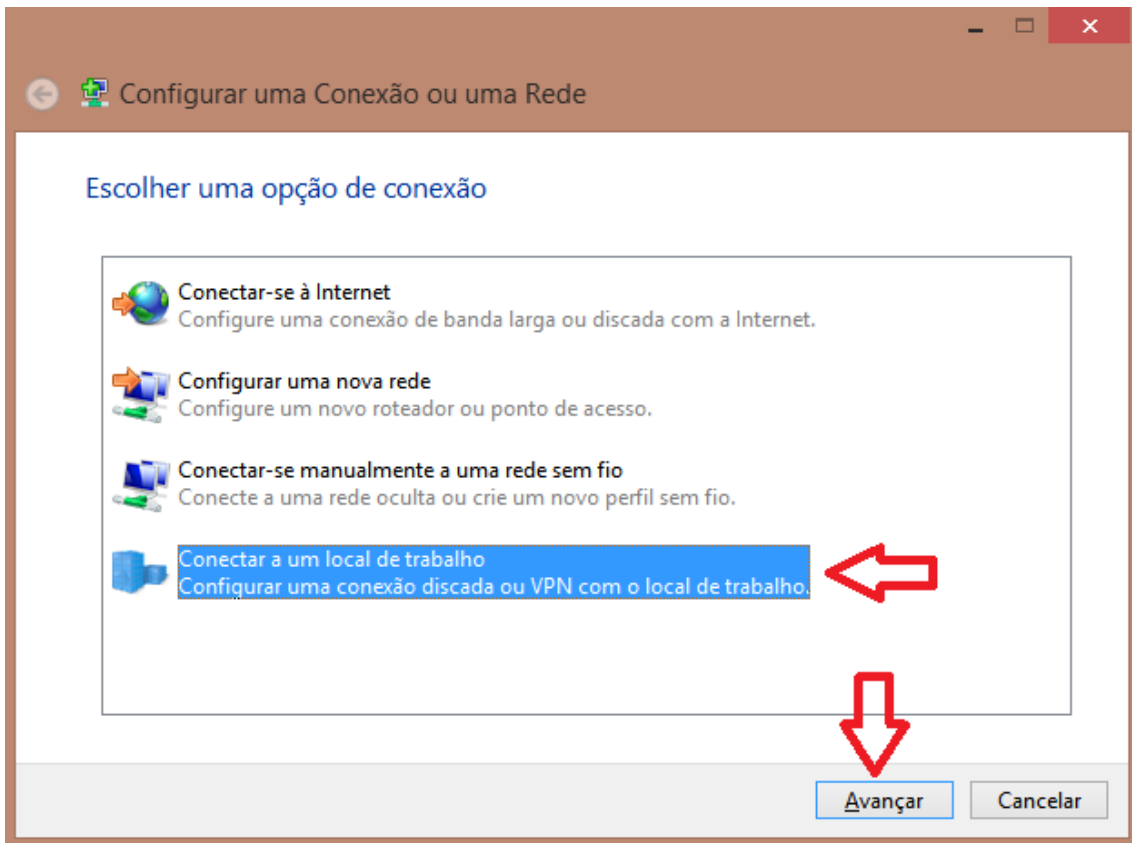 Configurar uma Conexão ou uma Rede
Escolher uma opção de conexão
Conectar-se à Internet
Configure uma conexão de banda larga ou discada com a Internet.
Configurar uma nova rede
Configure um novo roteador ou ponto de acesso.
Conectar-se manualmente a uma rede sem fio
Conecte a uma rede oculta ou crie um novo perfil sem fio.
Conectar a um local de trabalho
Configurar uma conexão discada ou VPN com o local de trabalho.
Avançar
Cancelar